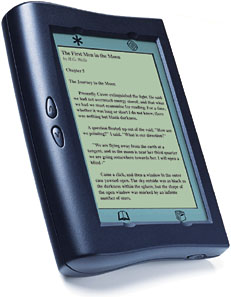 The First Men in the Moon
by H.G. Wells
Chapter 5
The Journey to the Moon
Presently Cavor extinguished the light. He said
we had not overmuch energy stored, and that what
we had we must economise for reading. For a time,
whether it was long or short I do not know, there
was nothing but blank darkness.
A question floated up out of the void. "How are
we pointing?" I said. "What is our direction?"
"We are flying away from the earth at a
tangent, and as the moon is near her third quarter
we are going somewhere towards her. I will open a
blind--"
Came a click, and then a window in the outer
case yawned open. The sky outside was as black as
the darkness within the sphere, but the shape of
the open window was marked by an infinite
number of stars.